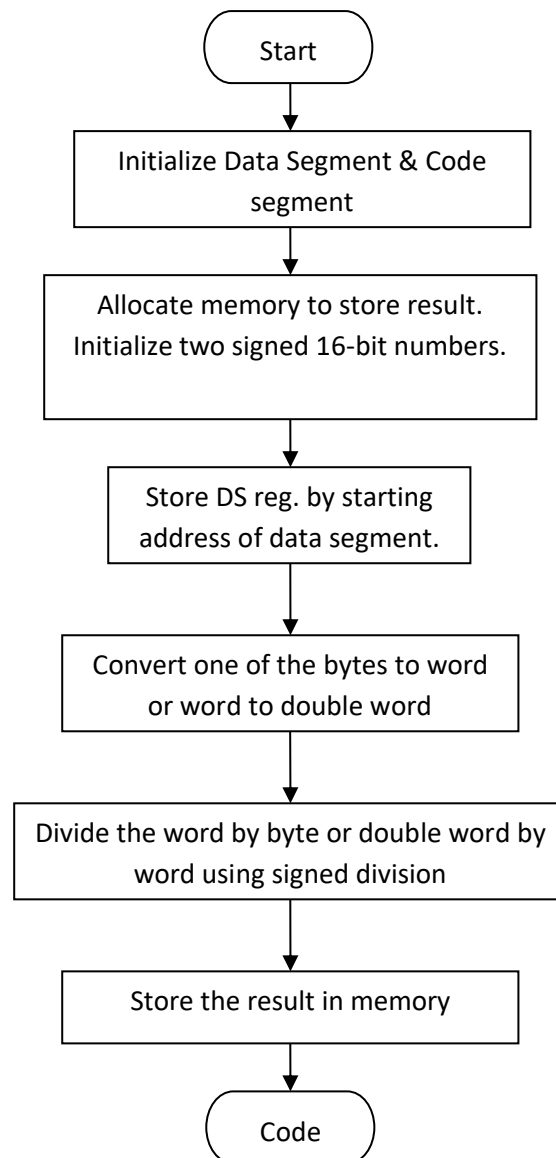 Start
Initialize Data Segment & Code
segment
Allocate memory to store result.
Initialize two signed 16-bit numbers.
Store DS reg. by starting
address of data segment.
Convert one of the bytes to word
or word to double word
Divide the word by byte or double word by
word using signed division
Store the result in memory
Code